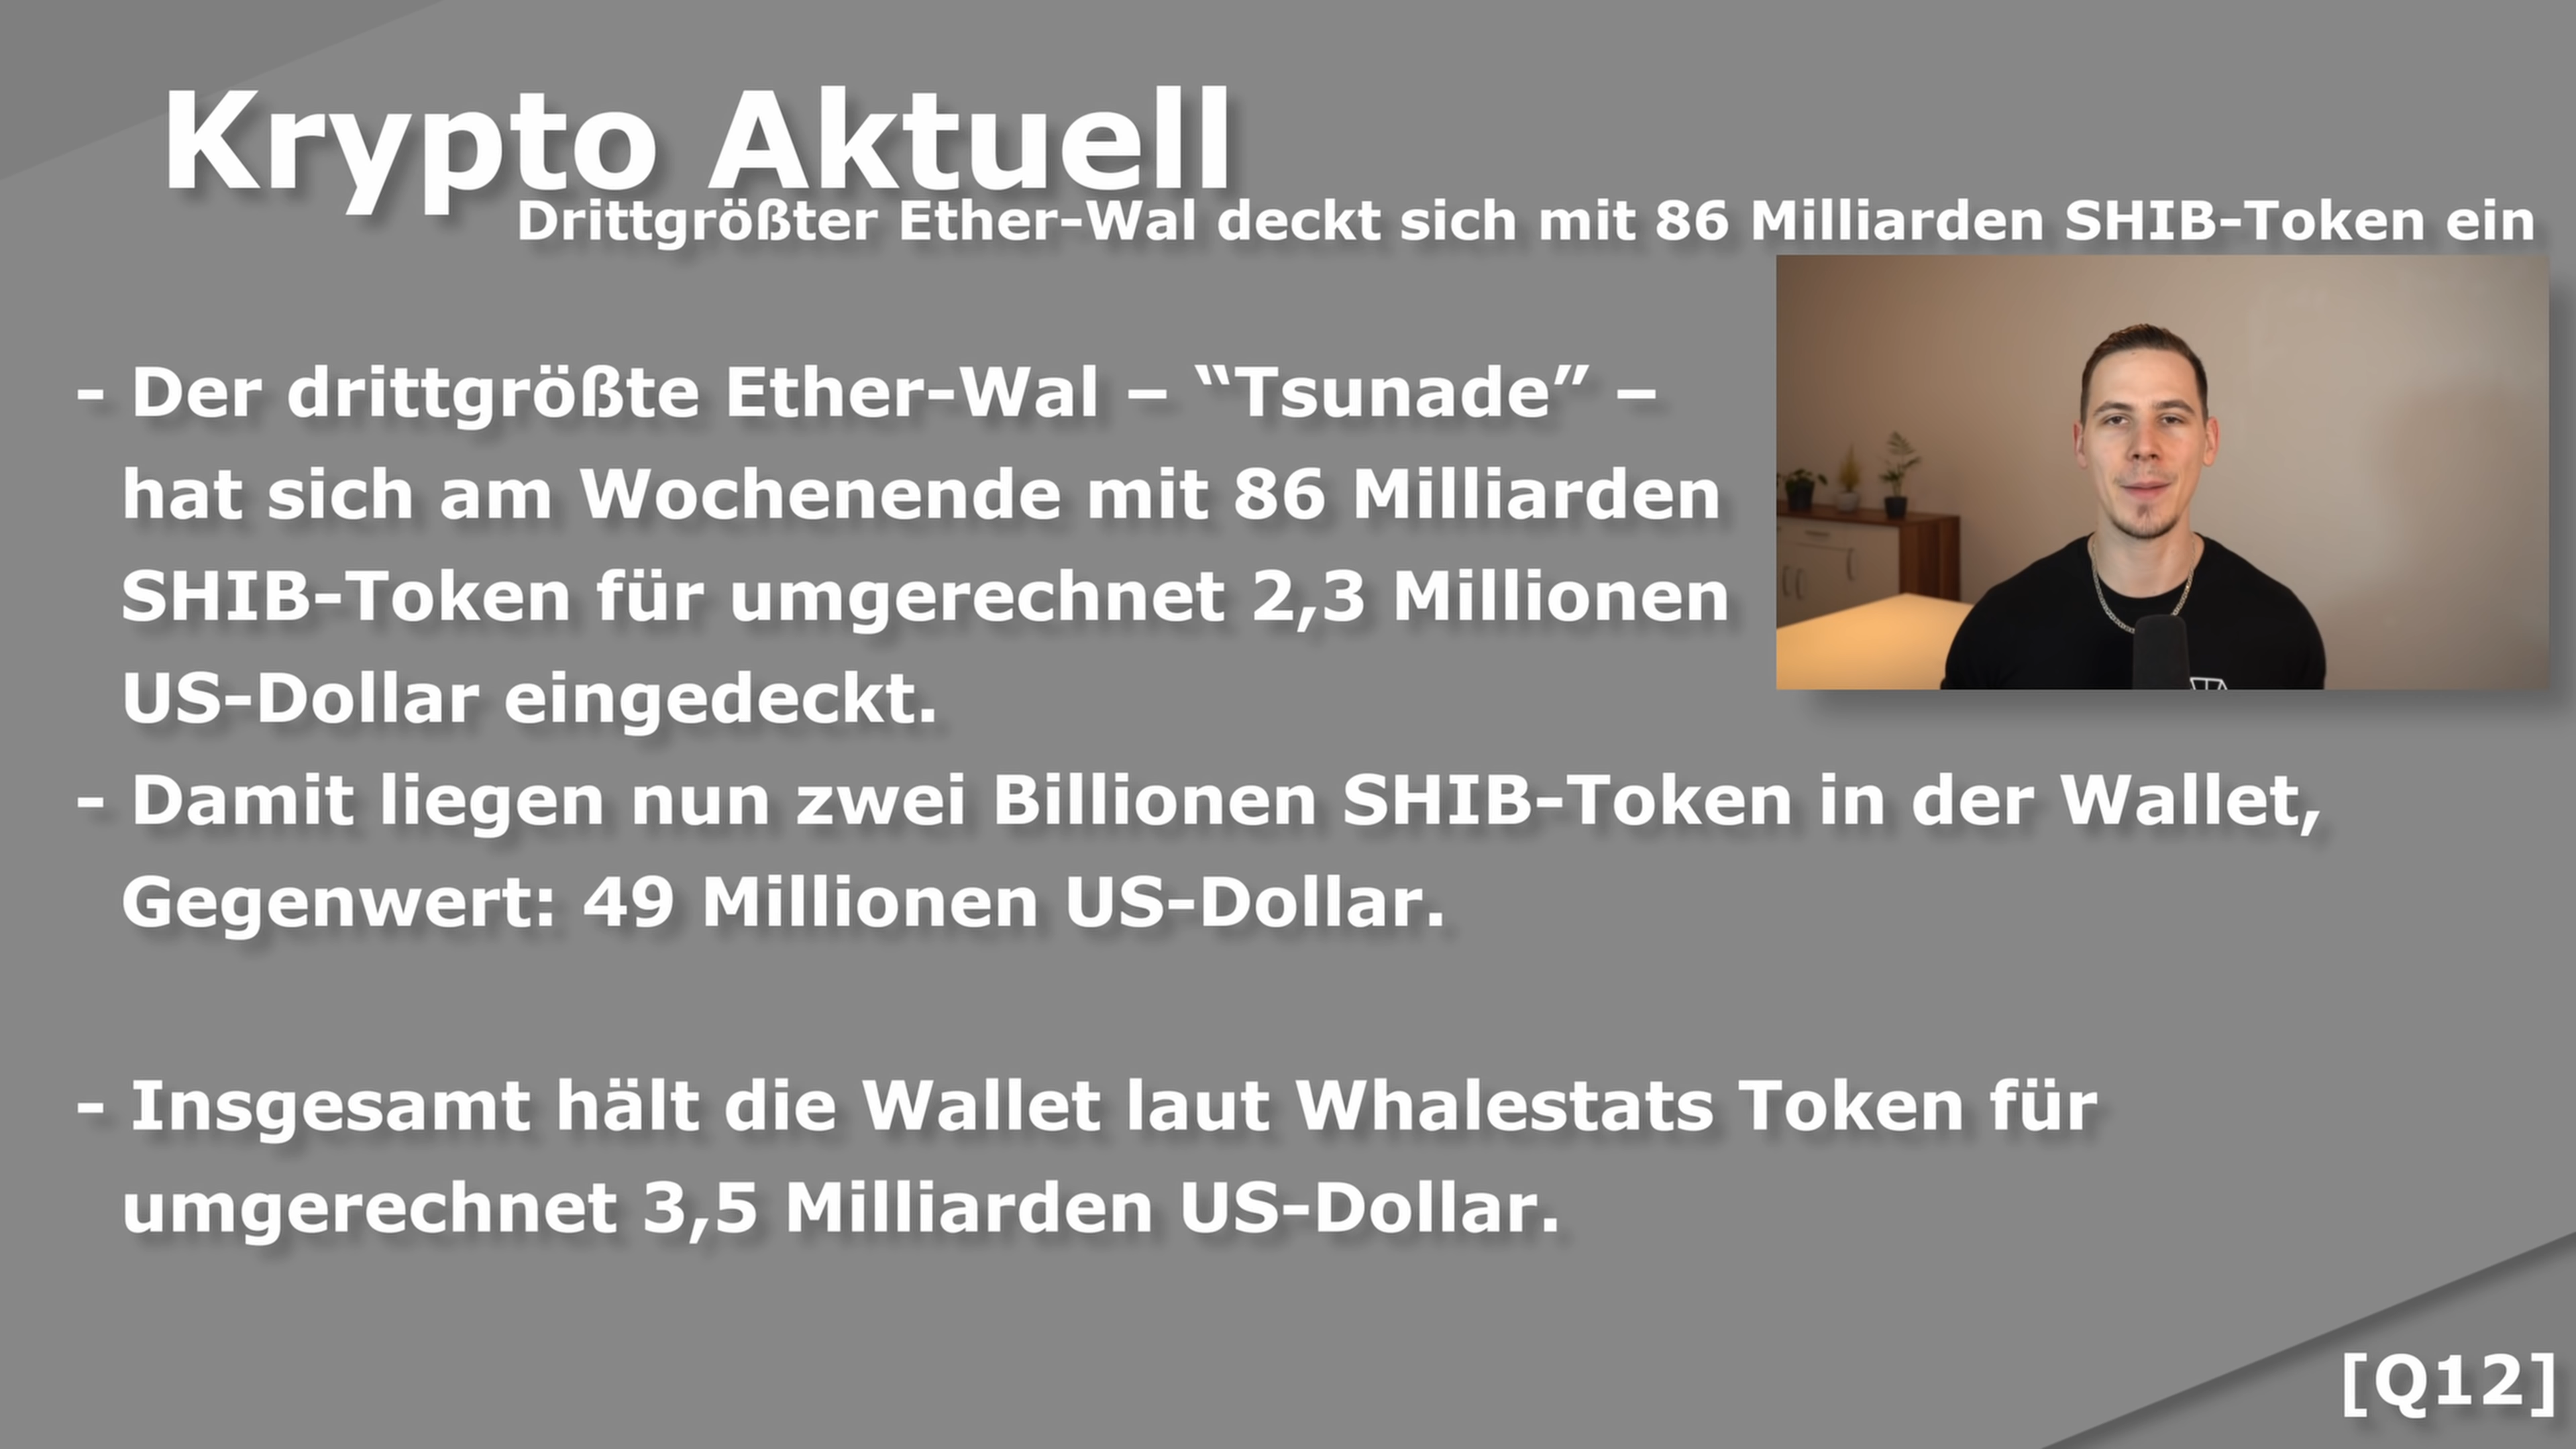 Krypto Aktuell
Drittgrößter Ether-Wal deckt sich mit 86 Milliarden SHIB-Token ein
- Der drittgrößte Ether-Wal – “Tsunade” –
hat sich am Wochenende mit 86 Milliarden
SHIB-Token für umgerechnet 2,3 Millionen
US-Dollar eingedeckt.
- Damit liegen nun zwei Billionen SHIB-Token in der Wallet,
Gegenwert: 49 Millionen US-Dollar.
- Insgesamt hält die Wallet laut Whalestats Token für
umgerechnet 3,5 Milliarden US-Dollar.
[Q12]